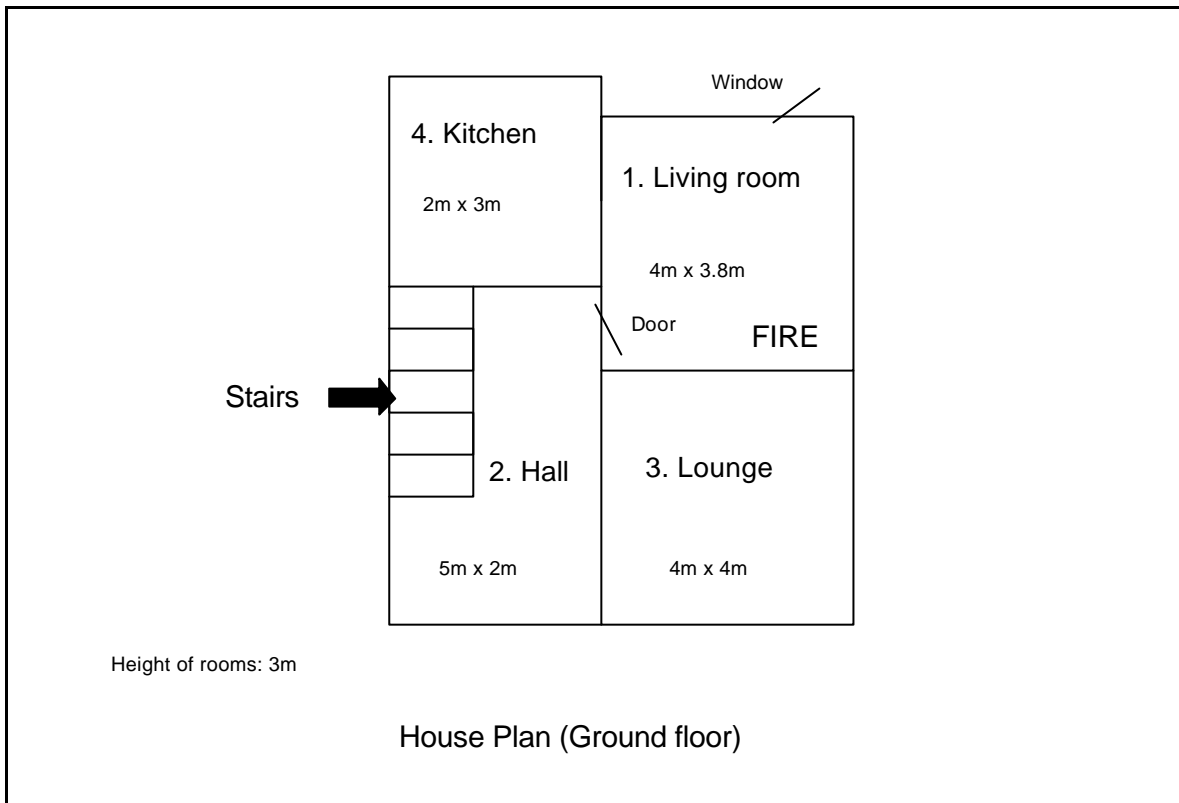 Window
4. Kitchen
1. Living room
2m x 3m
4m x 3.8m
Door
FIRE
Stairs
2. Hall
3. Lounge
5m x 2m
4m x 4m
Height of rooms: 3m
House Plan (Ground floor)